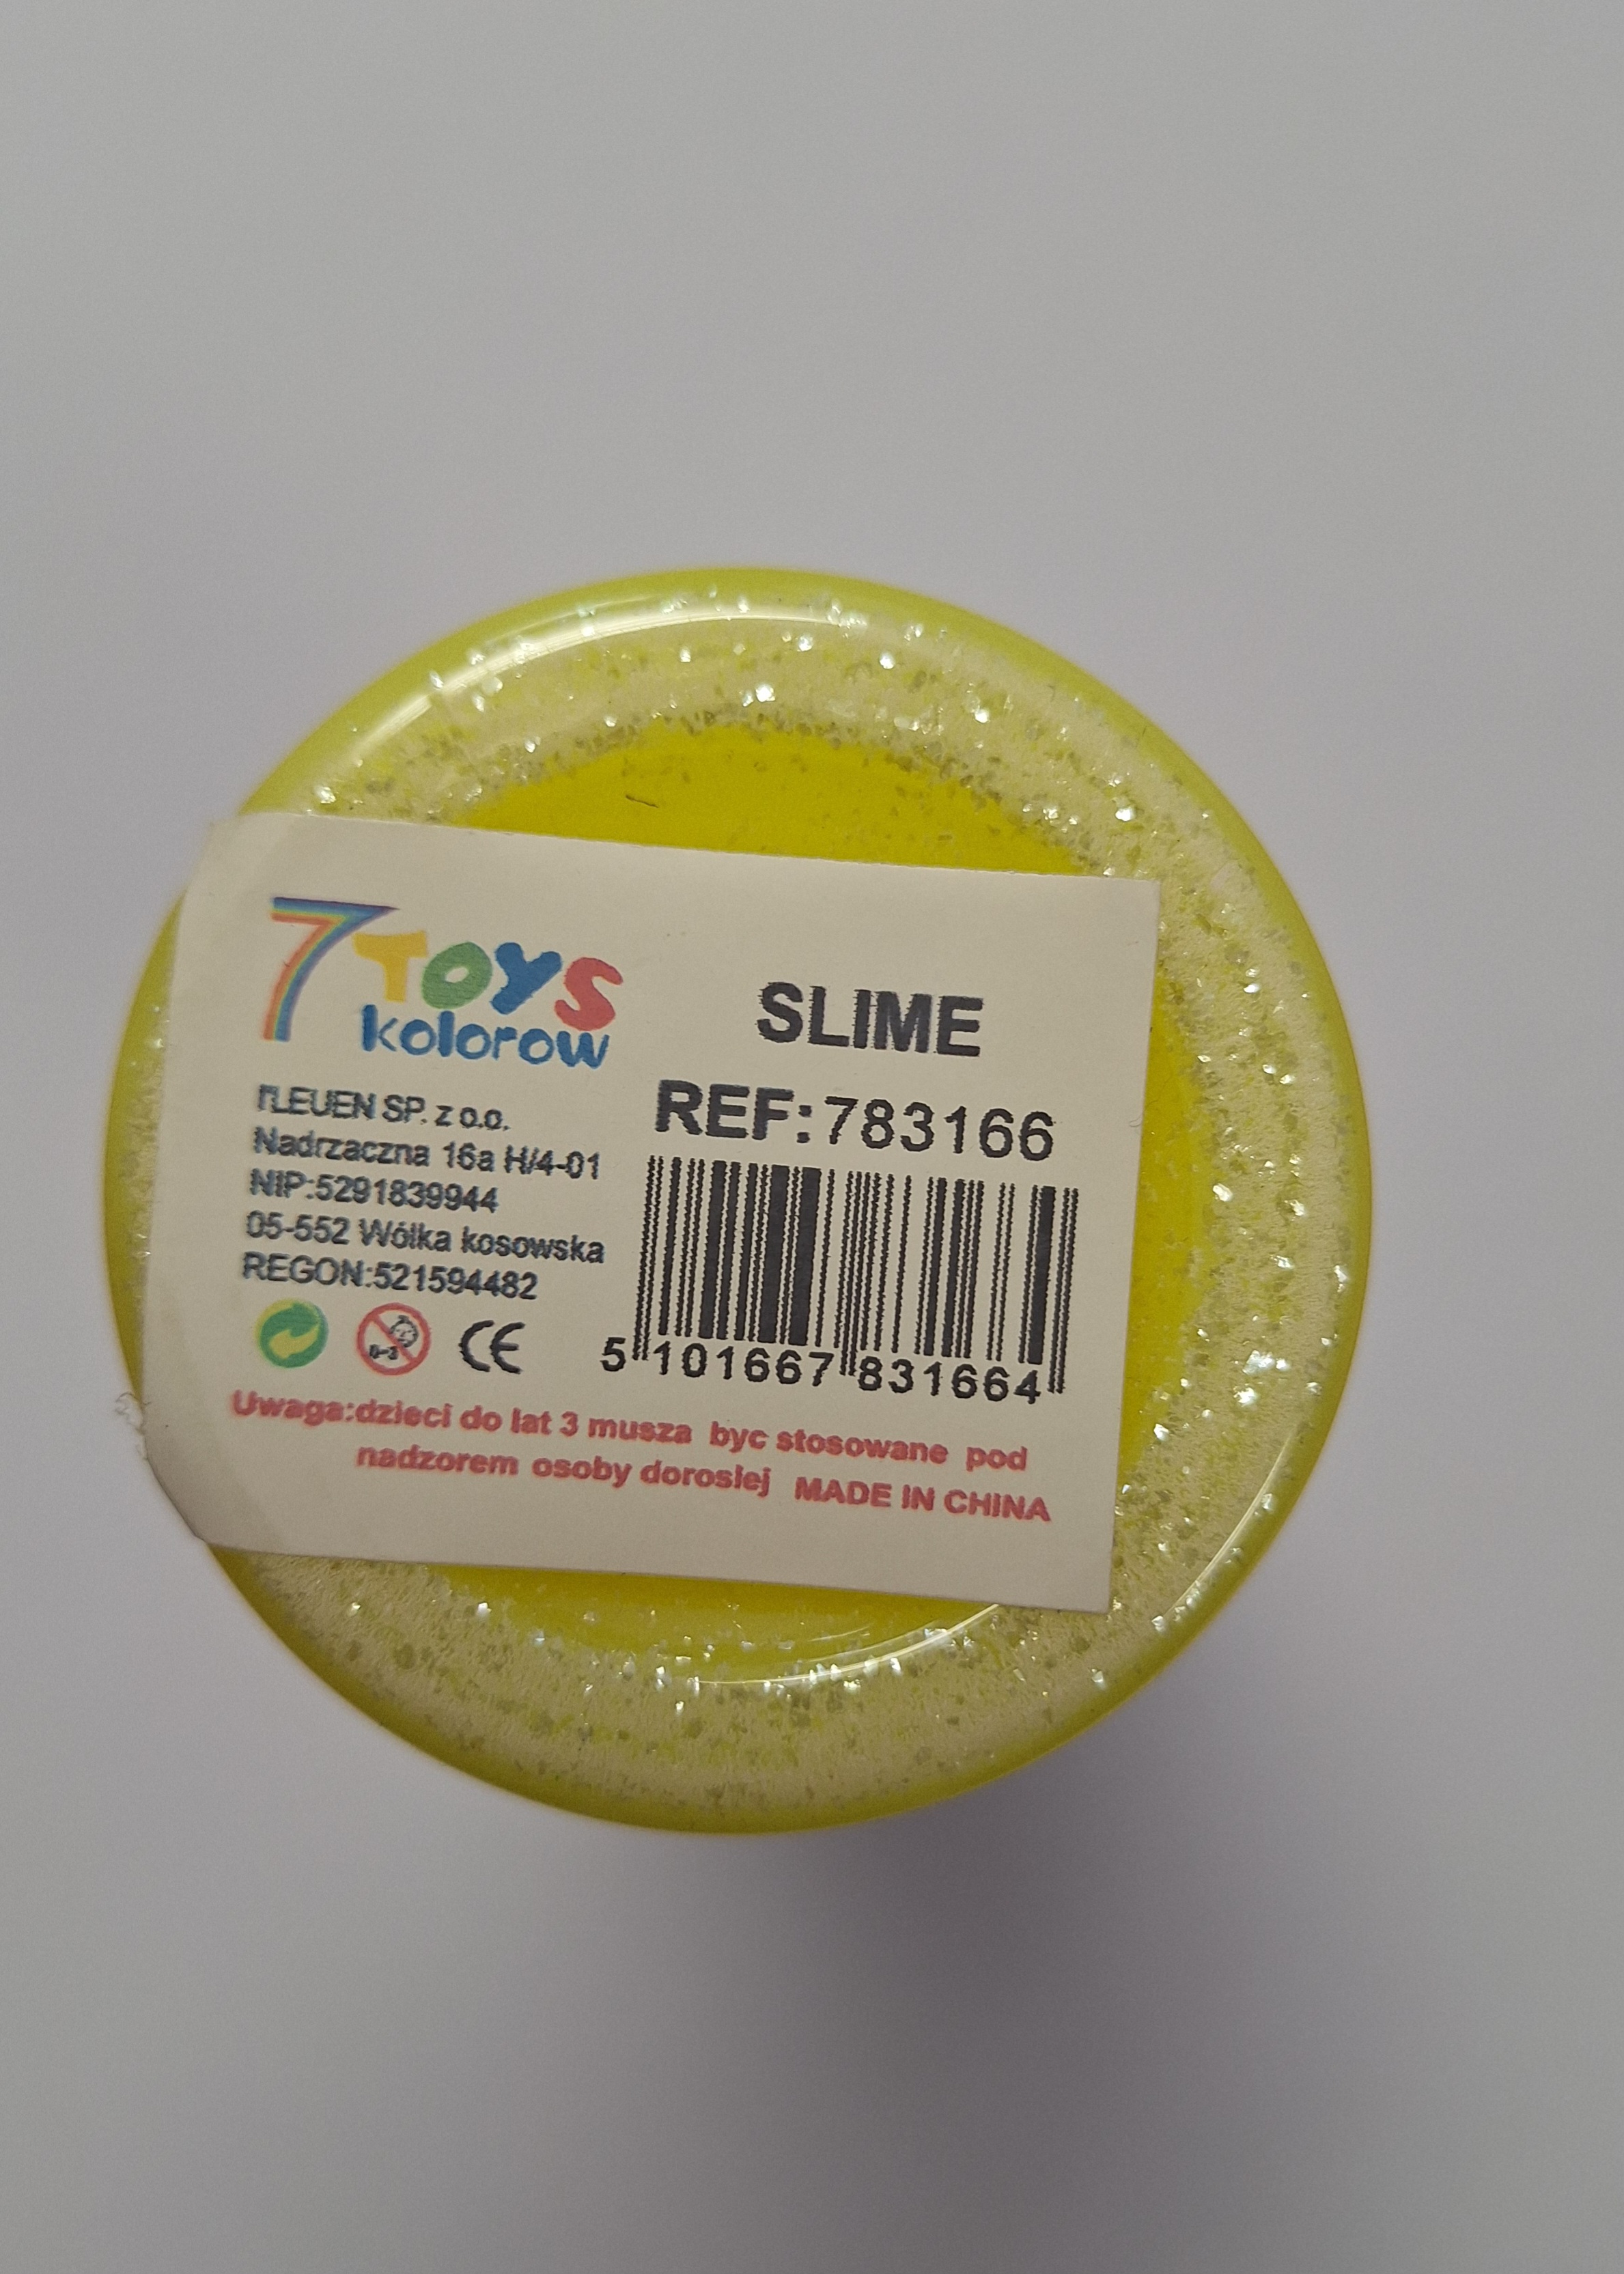 7 TOYS
kolorow
SLIME
REF:783166
SP. z o.o.
Nadrzaczna 16a H/4-01
NIP:5291839944
05-552 Wólka kosowska
REGON:521594482
0-3
CE
5 101667 831664
Uwaga:dzieci do lat 3 musza byc stosowane pod
nadzorem osoby doroslej MADE IN CHINA